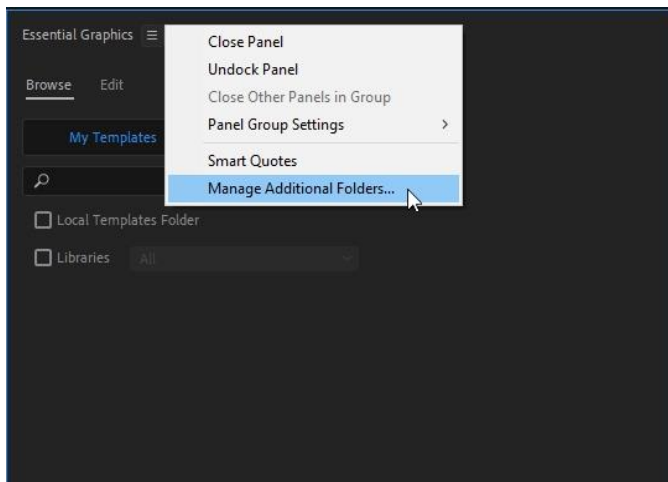 Essential Graphics
Close Panel
Undock Panel
Close Other Panels in Group
Panel Group Settings
Smart Quotes
Manage Additional Folders...
Browse Edit
My Templates
Local Templates Folder
Libraries All